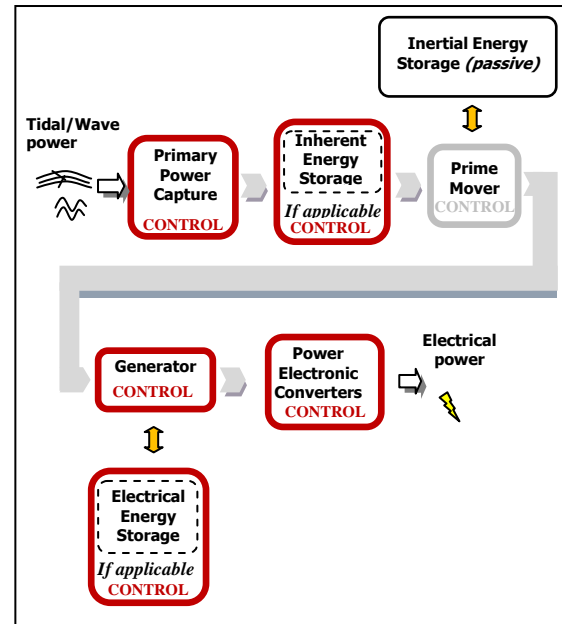 Inertial Energy
Storage (passive)
Tidal/Wave
power
Primary
Power
Capture
CONTROL
Inherent
Energy
Storage
If applicable
CONTROL
Prime
Mover
CONTROL
Generator
CONTROL
Power
Electronic
Converters
CONTROL
Electrical
power
Electrical
Energy
Storage
If applicable
CONTROL